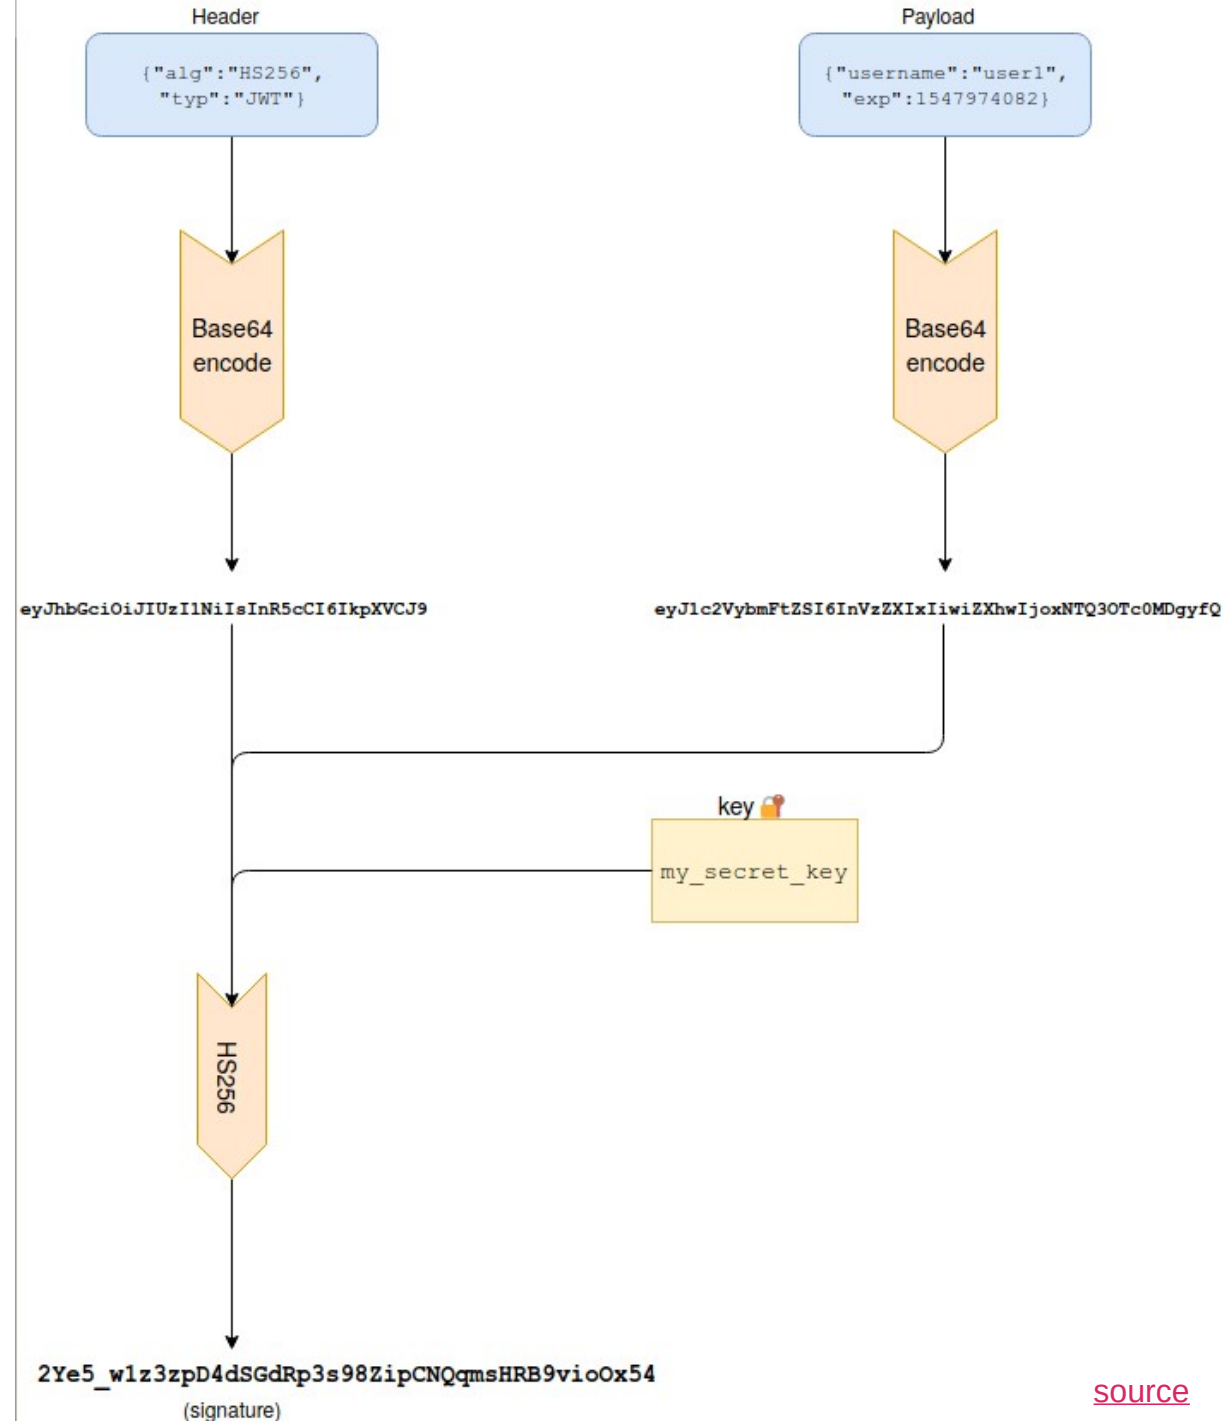 Header
Payload
{"alg":"HS256",
"typ":"JWT"}
{"username":"user1",
"exp":1547974082}
Base64
encode
Base64
encode
eyJhbGciOiJIUzI1NiIsInR5cCI6IkpXVCJ9
eyJ1c2VybmFtZSI6InVzZXIxIiwiZXhwIjoxNTQ3OTc0MDgyfQ
key 🔐
my_secret_key
HS256
2Ye5_w1z3zpD4dSGdRp3s98ZipCNQqmsHRB9vioOx54
(signature)
source